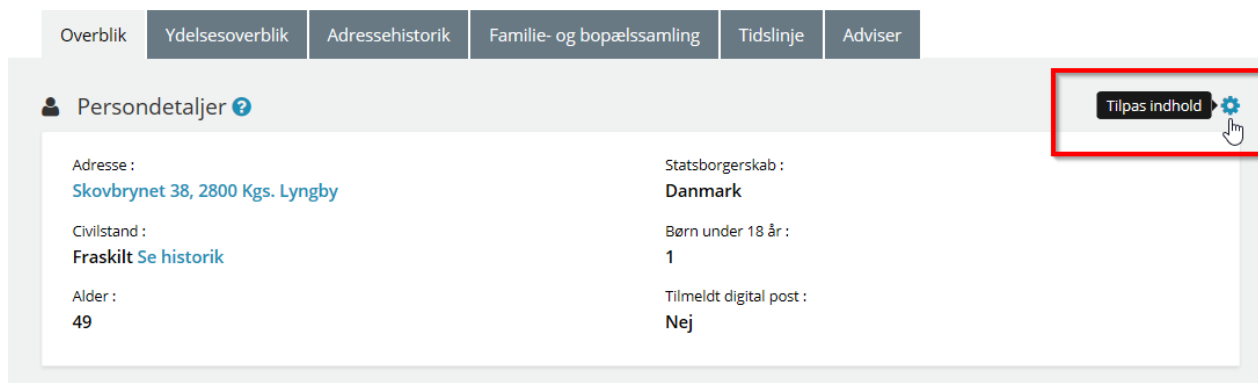 Overblik Ydelsesoverblik Adressehistorik Familie- og bopælssamling Tidslinje Adviser
Persondetaljer ?
Tilpas indhold
Adresse :
Skovbrynet 38, 2800 Kgs. Lyngby
Civilstand :
Fraskilt Se historik
Alder :
49
Statsborgerskab :
Danmark
Børn under 18 år :
1
Tilmeldt digital post :
Nej